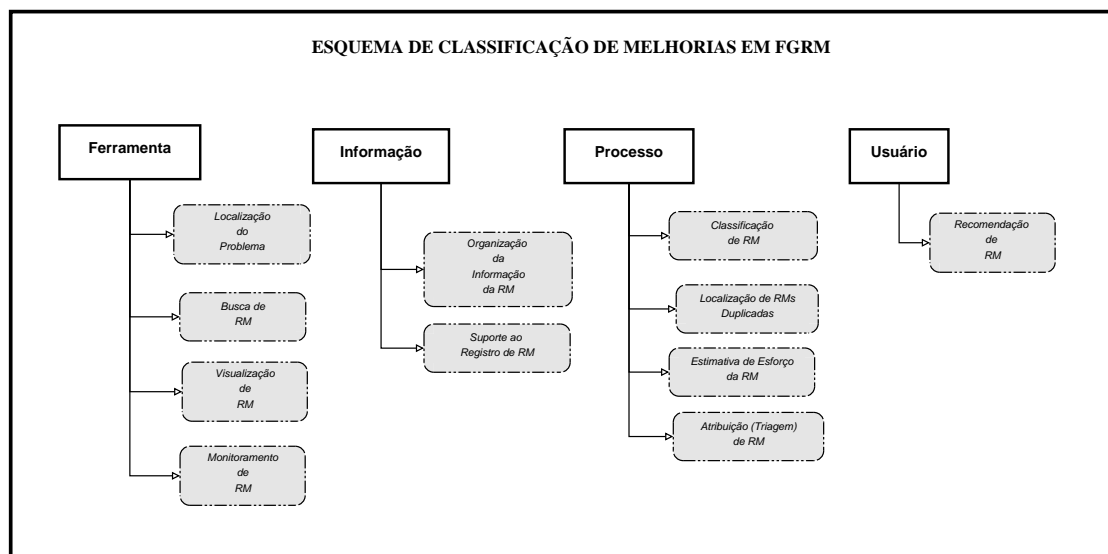 ESQUEMA DE CLASSIFICAÇÃO DE MELHORIAS EM FGRM
Ferramenta
Localização
do
Problema
Busca de
RM
Visualização
de
RM
Monitoramento
de
RM
Informação
Organização
da
Informação
da RM
Suporte ao
Registro de RM
Processo
Classificação
de RM
Localização de RMs
Duplicadas
Estimativa de Esforço
da RM
Atribuição (Triagem)
de RM
Usuário
Recomendação
de
RM